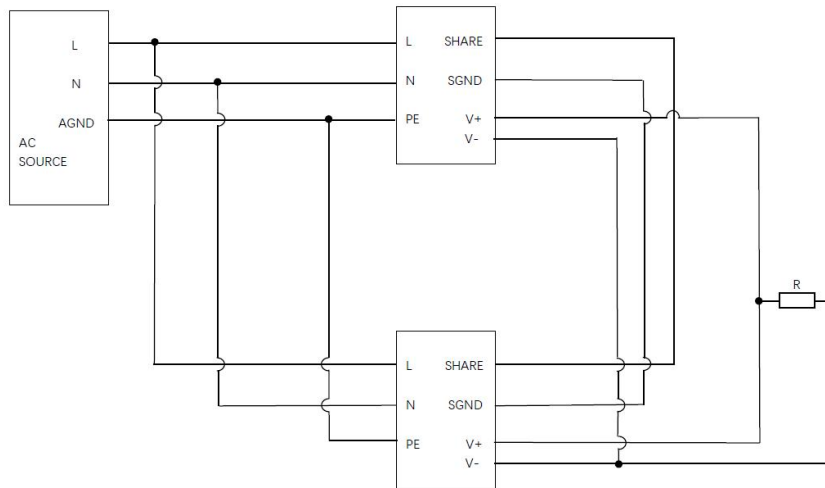 L
N
AGND
AC
SOURCE
L SHARE
N SGND
PE V+
V-
R
L SHARE
N SGND
PE V+
V-